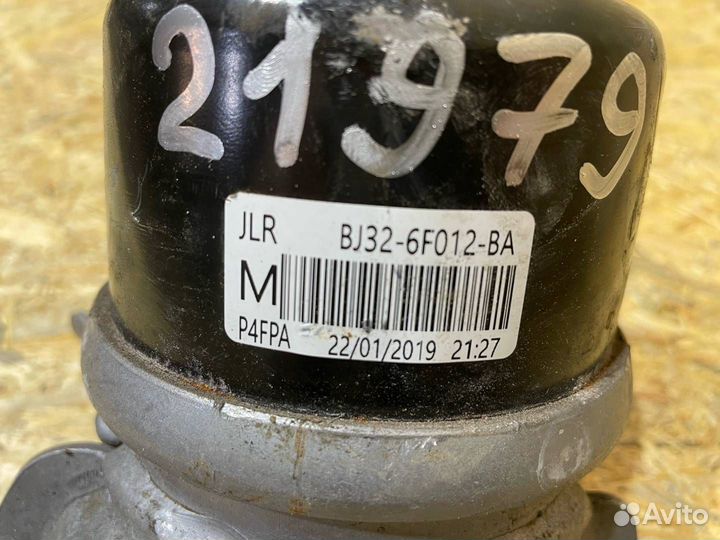 21979
JLR BJ32-6F012-BA
M
P4FPA 22/01/2019 21:27
Avito